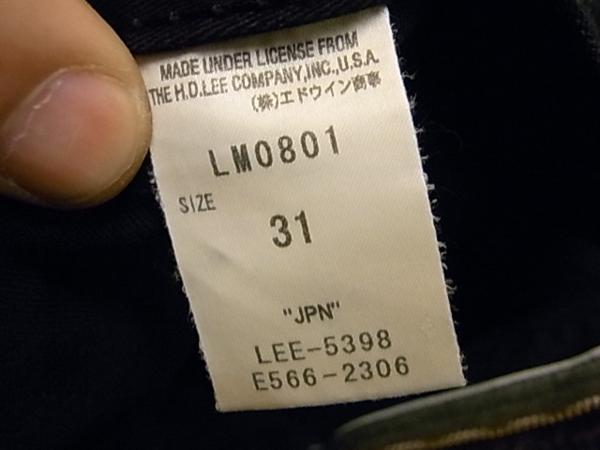 MADE UNDER LICENSE FROM
THE H.D.LEE COMPANY,INC.,U.S.A.
(株)エドウイン商事
LM0801
SIZE
31
"JPN"
LEE-5398
E566-2306